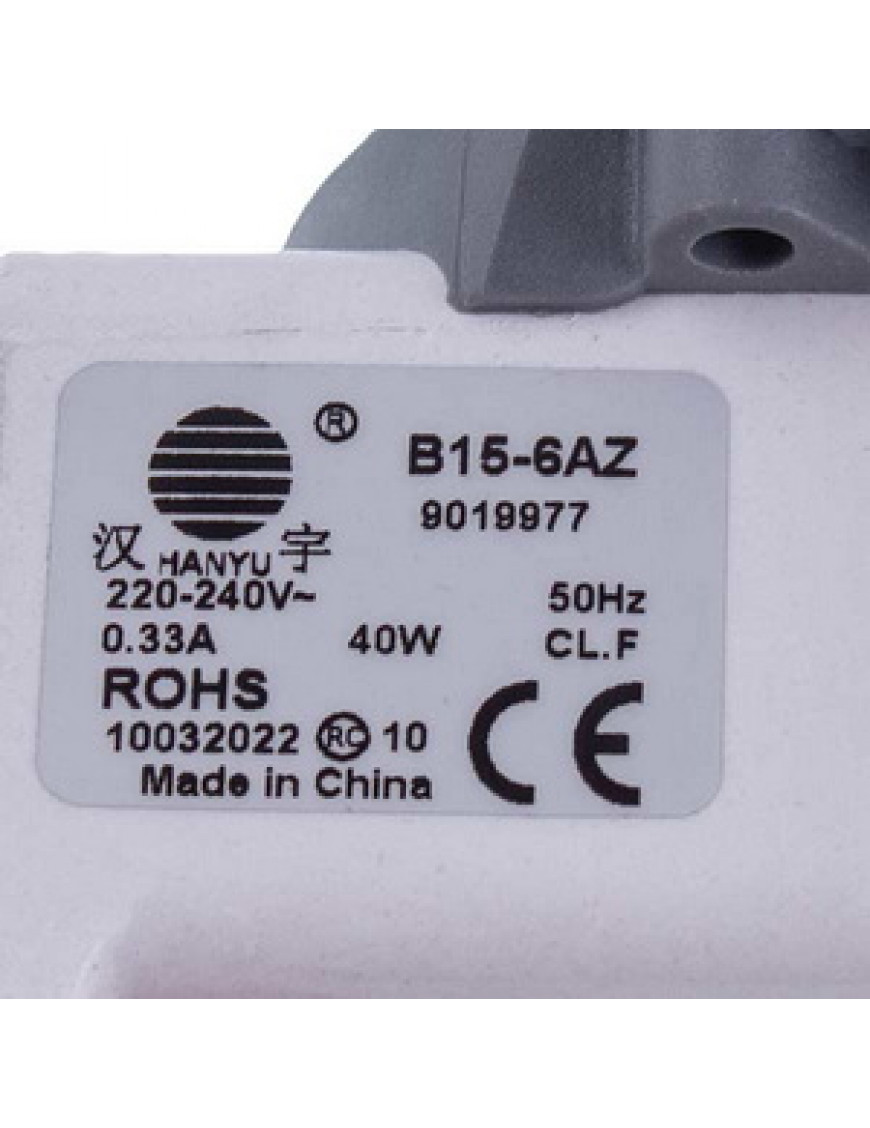 ®
B15-6AZ
9019977
汉 HANYU 宇
220-240V~ 50Hz
0.33A 40W CL.F
ROHS
10032022 RC 10
Made in China
CE